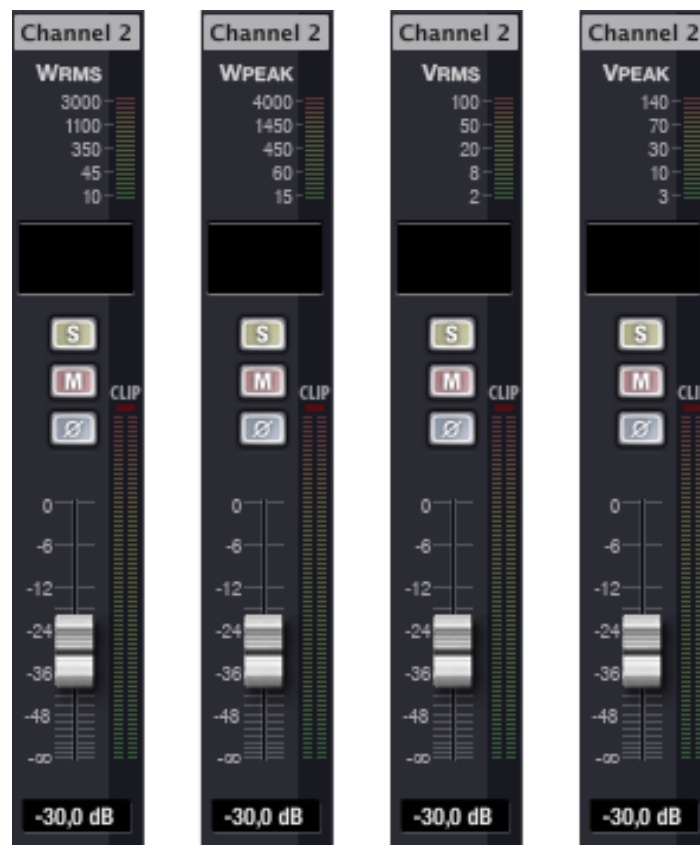 Channel 2
WRMS
3000
1100
350
45
10
S
M
CLIP
Ø
0
-6
-12
-24
-36
-48
-∞
-30,0 dB
Channel 2
WPEAK
4000
1450
450
60
15
S
M
CLIP
Ø
0
-6
-12
-24
-36
-48
-∞
-30,0 dB
Channel 2
VRMS
100
50
20
8
2
S
M
CLIP
Ø
0
-6
-12
-24
-36
-48
-∞
-30,0 dB
Channel 2
VPEAK
140
70
30
10
3
S
M
CLI
Ø
0
-6
-12
-24
-36
-48
-∞
-30,0 dB